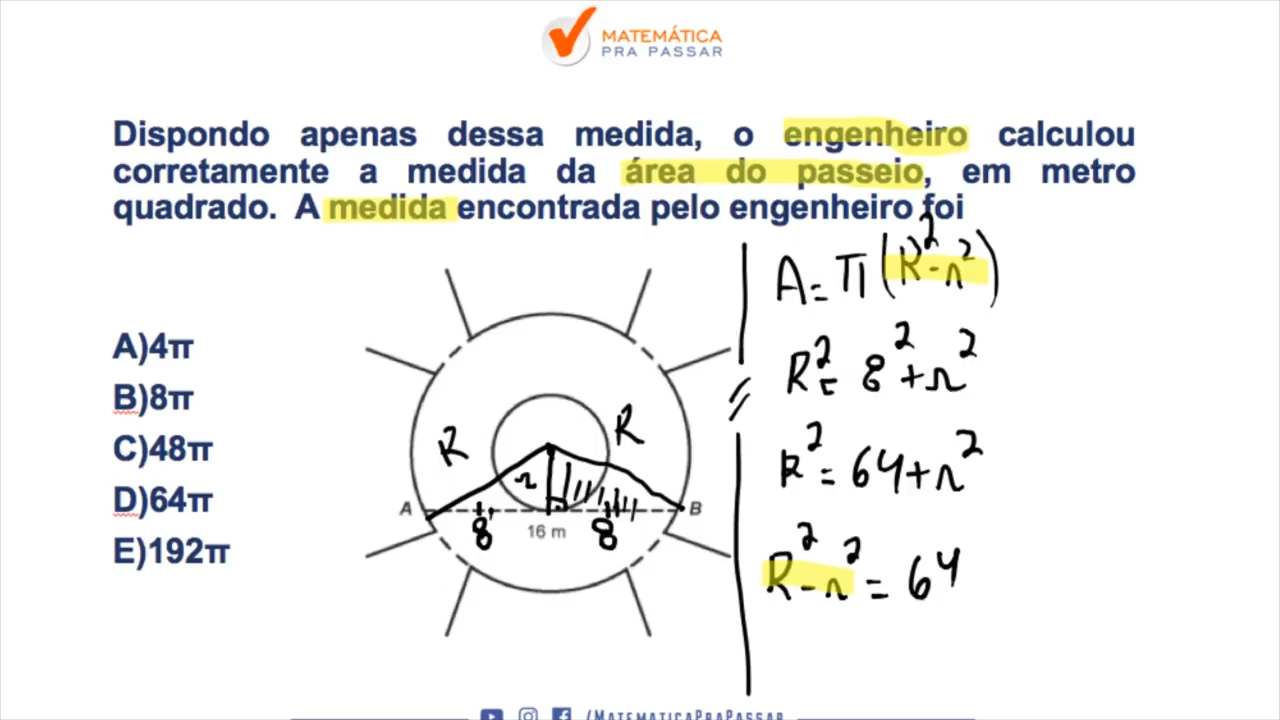 MATEMÁTICA
PRA PASSAR
Dispondo apenas dessa medida, o engenheiro calculou
corretamente a medida da área do passeio, em metro
quadrado. A medida encontrada pelo engenheiro foi
A)4π
B)8π
C)48π
D)64π
E)192π
R
R
r
A
B
8
16 m
8
A = π (R² - r²)
R² = 8² + r²
R² = 64 + r²
R² - r² = 64
/MATEMATICAPRAPASSAR